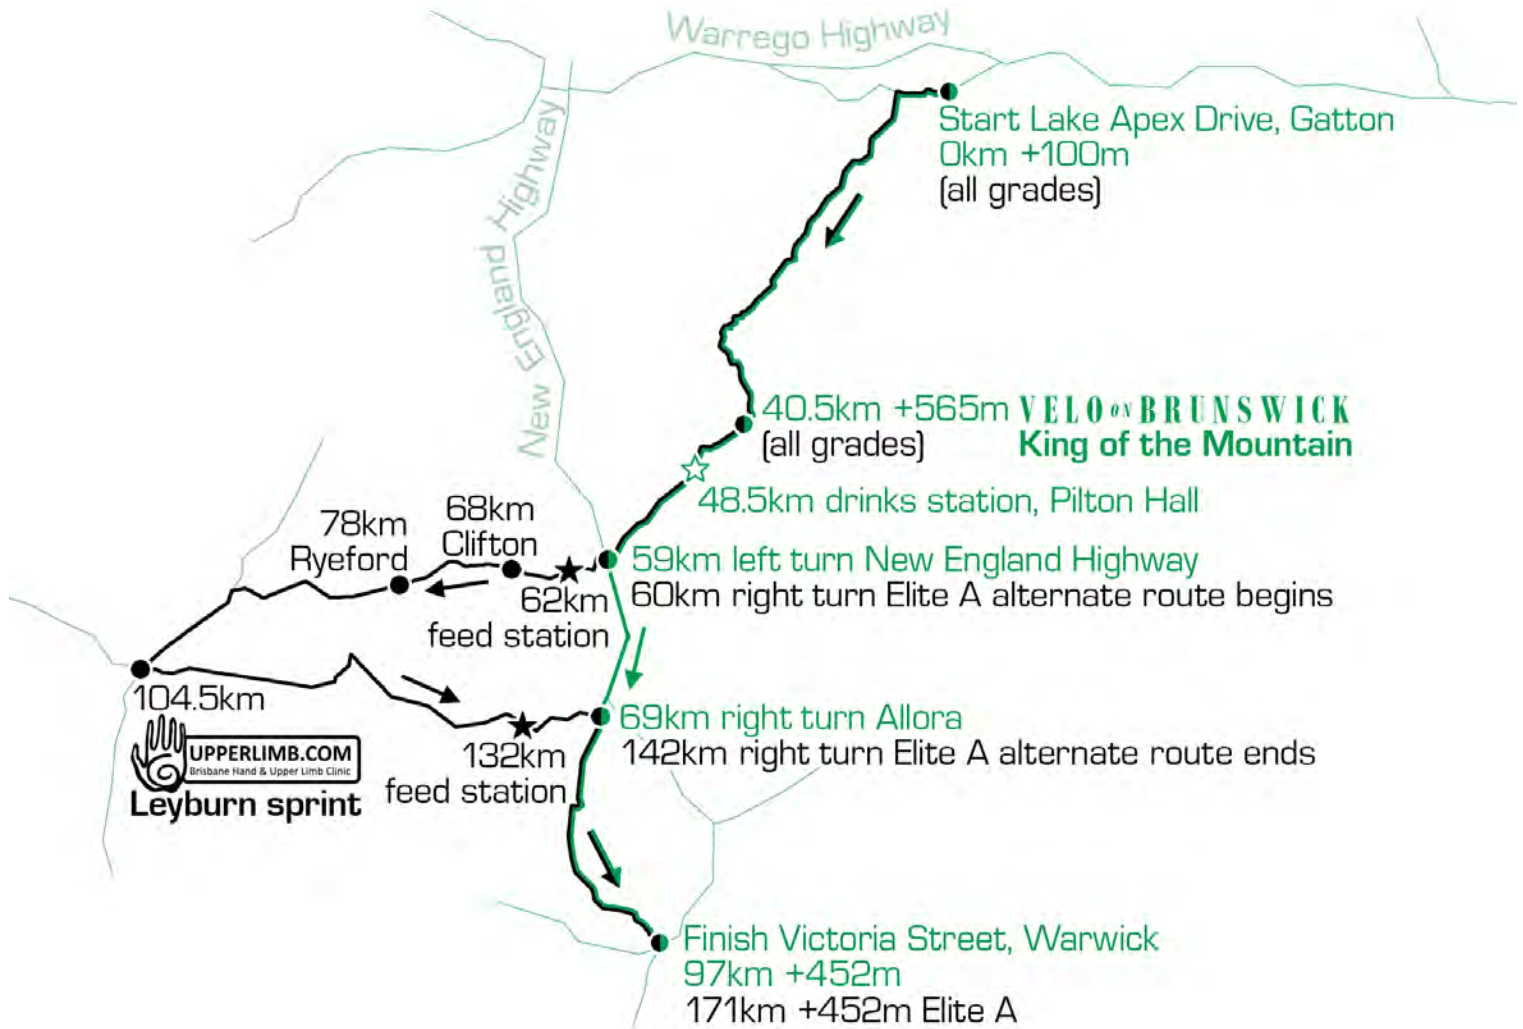 Warrego Highway
Start Lake Apex Drive, Gatton
0km +100m
(all grades)
New England Highway
40.5km +565m VELO ON BRUNSWICK
(all grades) King of the Mountain
48.5km drinks station, Pilton Hall
78km
Ryeford
68km
Clifton
59km left turn New England Highway
60km right turn Elite A alternate route begins
62km
feed station
104.5km
UPPERLIMB.COM
Brisbane Hand & Upper Limb Clinic
Leyburn sprint
69km right turn Allora
142km right turn Elite A alternate route ends
132km
feed station
Finish Victoria Street, Warwick
97km +452m
171km +452m Elite A